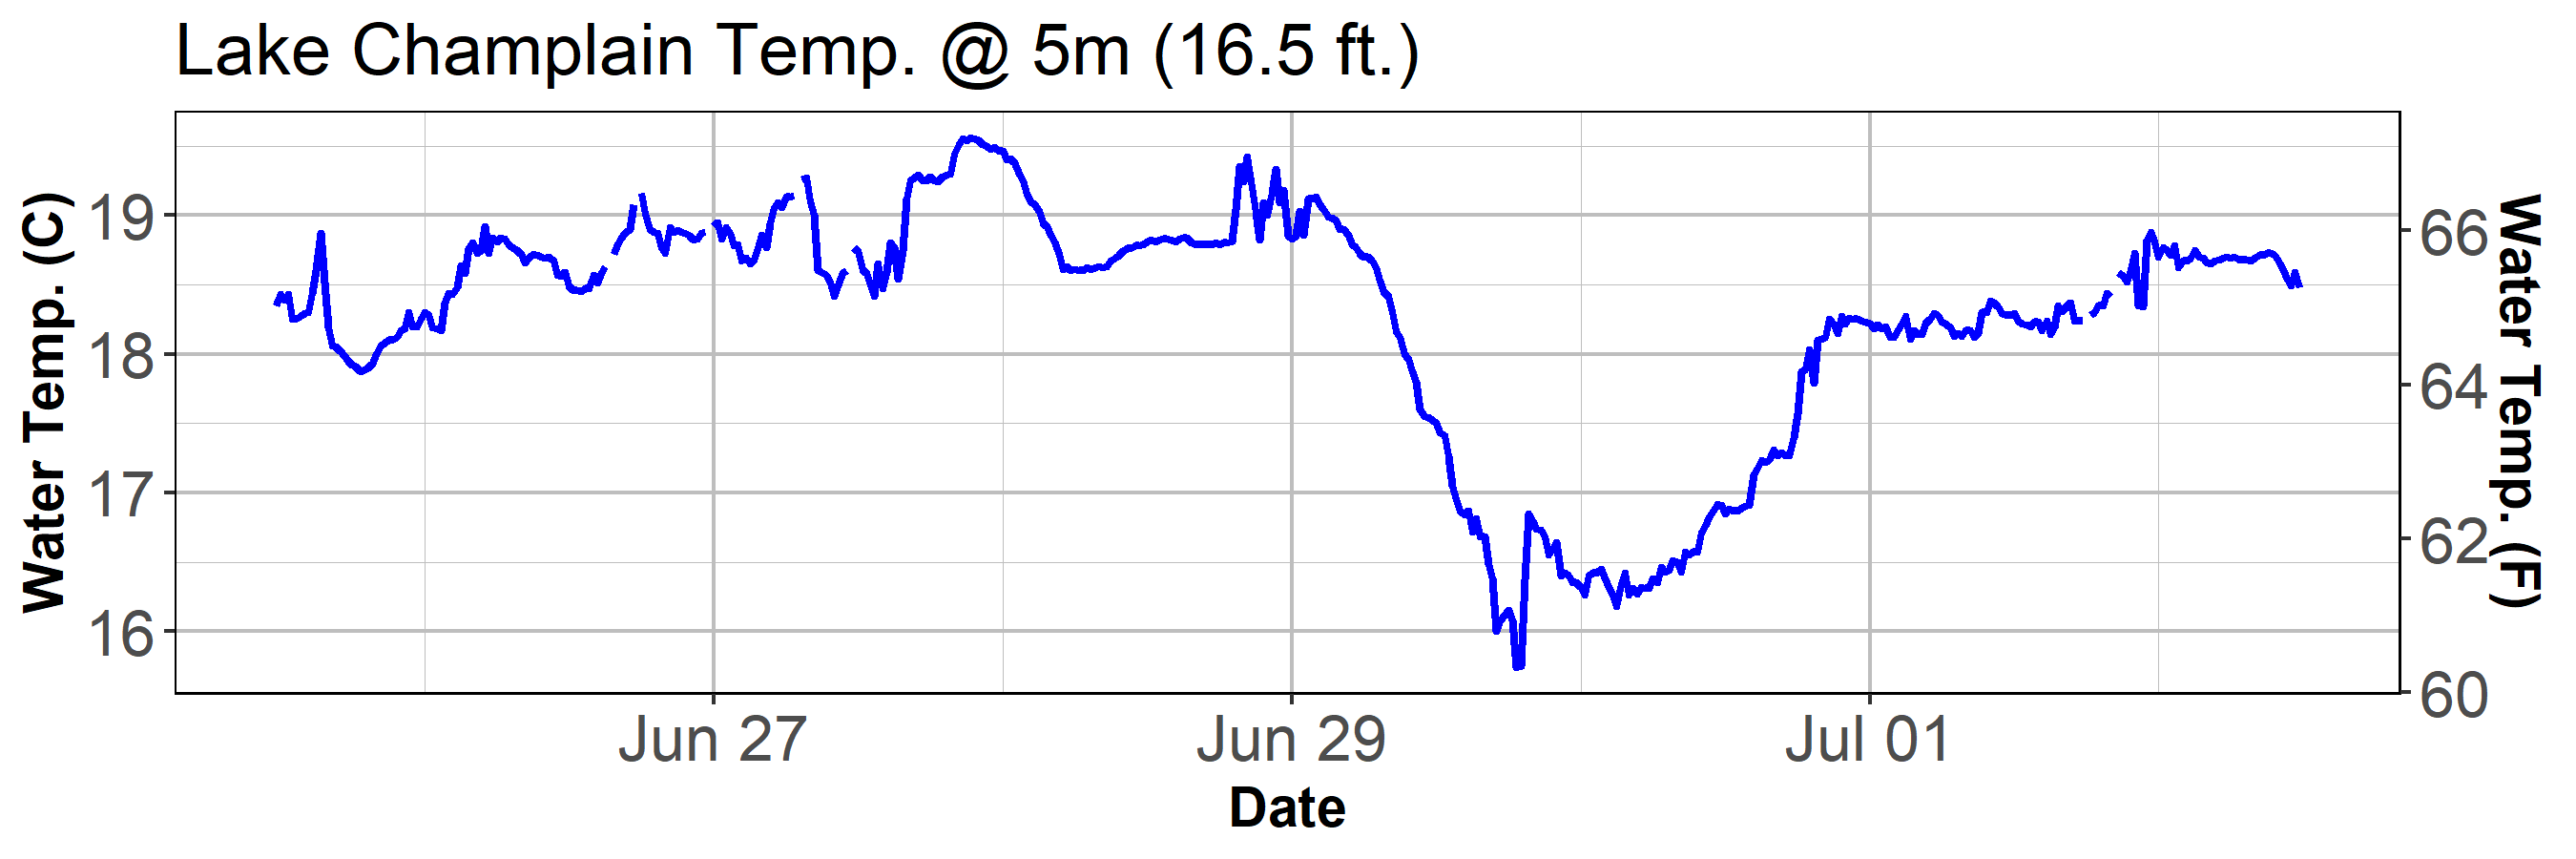 Lake Champlain Temp. @ 5m (16.5 ft.)
Water Temp. (C)
19
18
17
16
66
64
62
60
Water Temp. (F)
Jun 27
Jun 29
Jul 01
Date